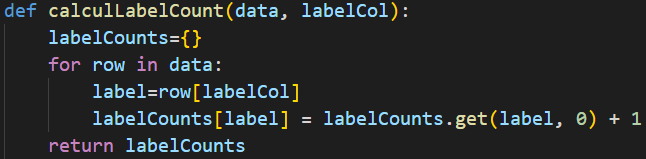 def calculLabelCount(data, labelCol):
    labelCounts={}
    for row in data:
        label=row[labelCol]
        labelCounts[label] = labelCounts.get(label, 0) + 1
    return labelCounts